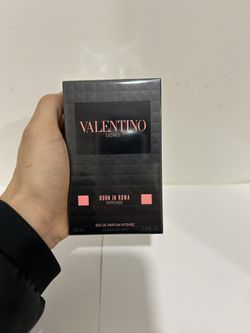 VALENTINO
UOMO
BORN IN ROMA
INTENSE
EAU DE PARFUM INTENSE